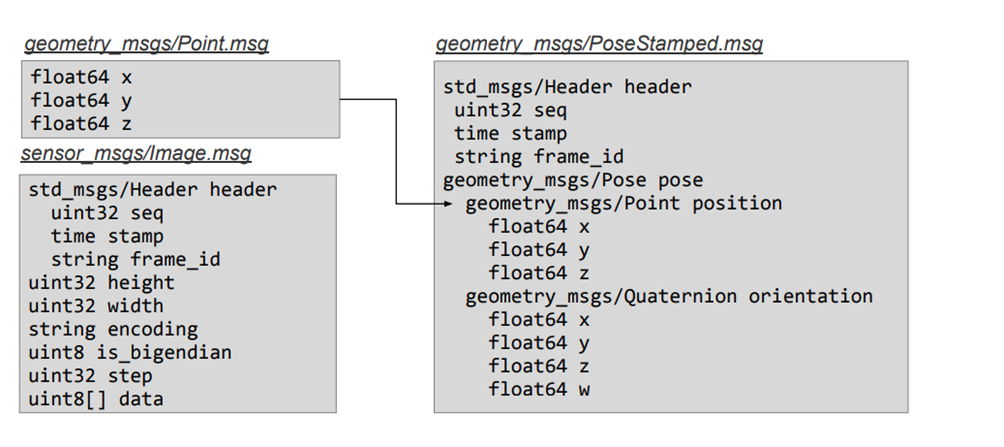 geometry_msgs/Point.msg
float64 x
float64 y
float64 z
sensor_msgs/Image.msg
std_msgs/Header header
uint32 seq
time stamp
string frame_id
uint32 height
uint32 width
string encoding
uint8 is_bigendian
uint32 step
uint8[] data
geometry_msgs/PoseStamped.msg
std_msgs/Header header
uint32 seq
time stamp
string frame_id
geometry_msgs/Pose pose
geometry_msgs/Point position
float64 x
float64 y
float64 z
geometry_msgs/Quaternion orientation
float64 x
float64 y
float64 z
float64 w